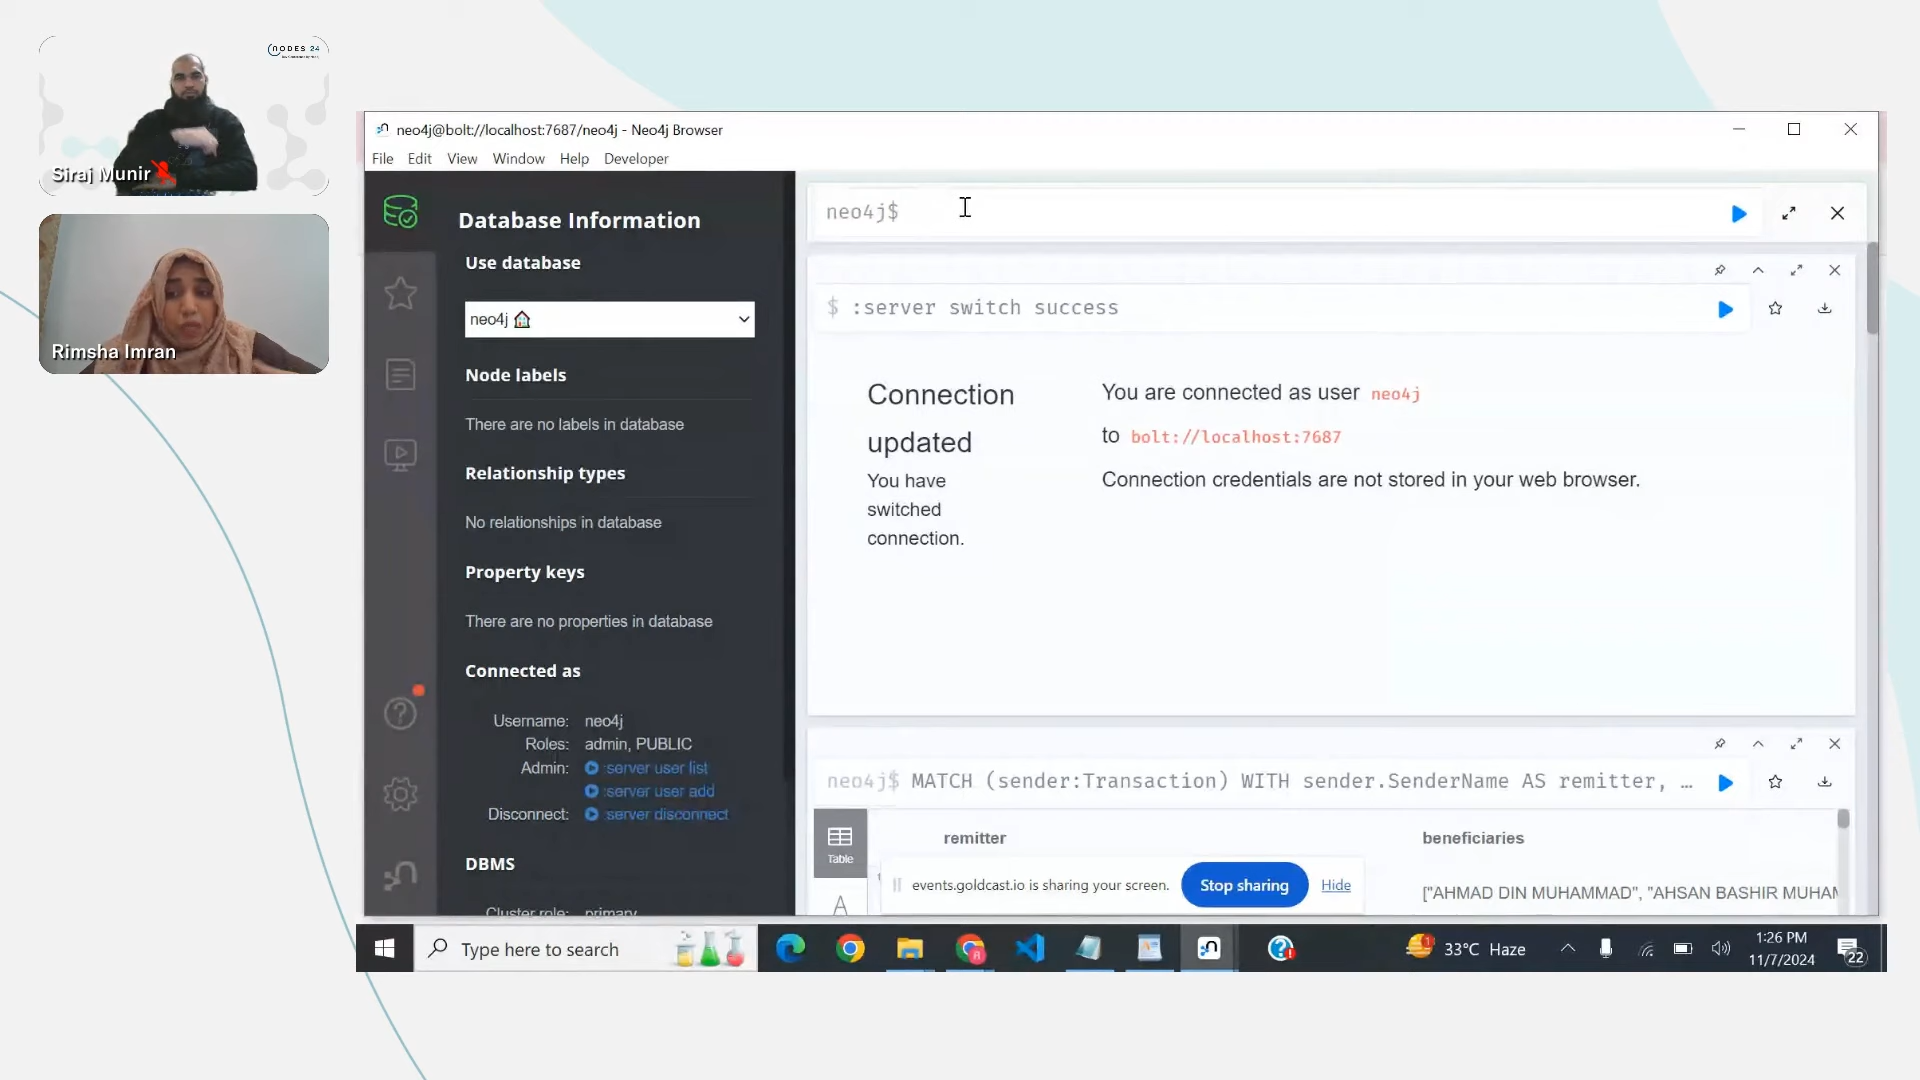 NODES 24
Siraj Munir
Rimsha Imran
neo4j@bolt://localhost:7687/neo4j - Neo4j Browser
File Edit View Window Help Developer
Database Information
Use database
neo4j
Node labels
There are no labels in database
Relationship types
No relationships in database
Property keys
There are no properties in database
Connected as
Username: neo4j
Roles: admin, PUBLIC
Admin: :server user list
:server user add
Disconnect: :server disconnect
DBMS
Cluster role: primary
neo4j$
$ :server switch success
Connection
updated
You have
switched
connection.
You are connected as user neo4j
to bolt://localhost:7687
Connection credentials are not stored in your web browser.
neo4j$ MATCH (sender:Transaction) WITH sender.SenderName AS remitter, …
Table
A
remitter beneficiaries
["AHMAD DIN MUHAMMAD", "AHSAN BASHIR MUHAM
events.goldcast.io is sharing your screen. Stop sharing Hide
Type here to search
33°C Haze
1:26 PM
11/7/2024
22